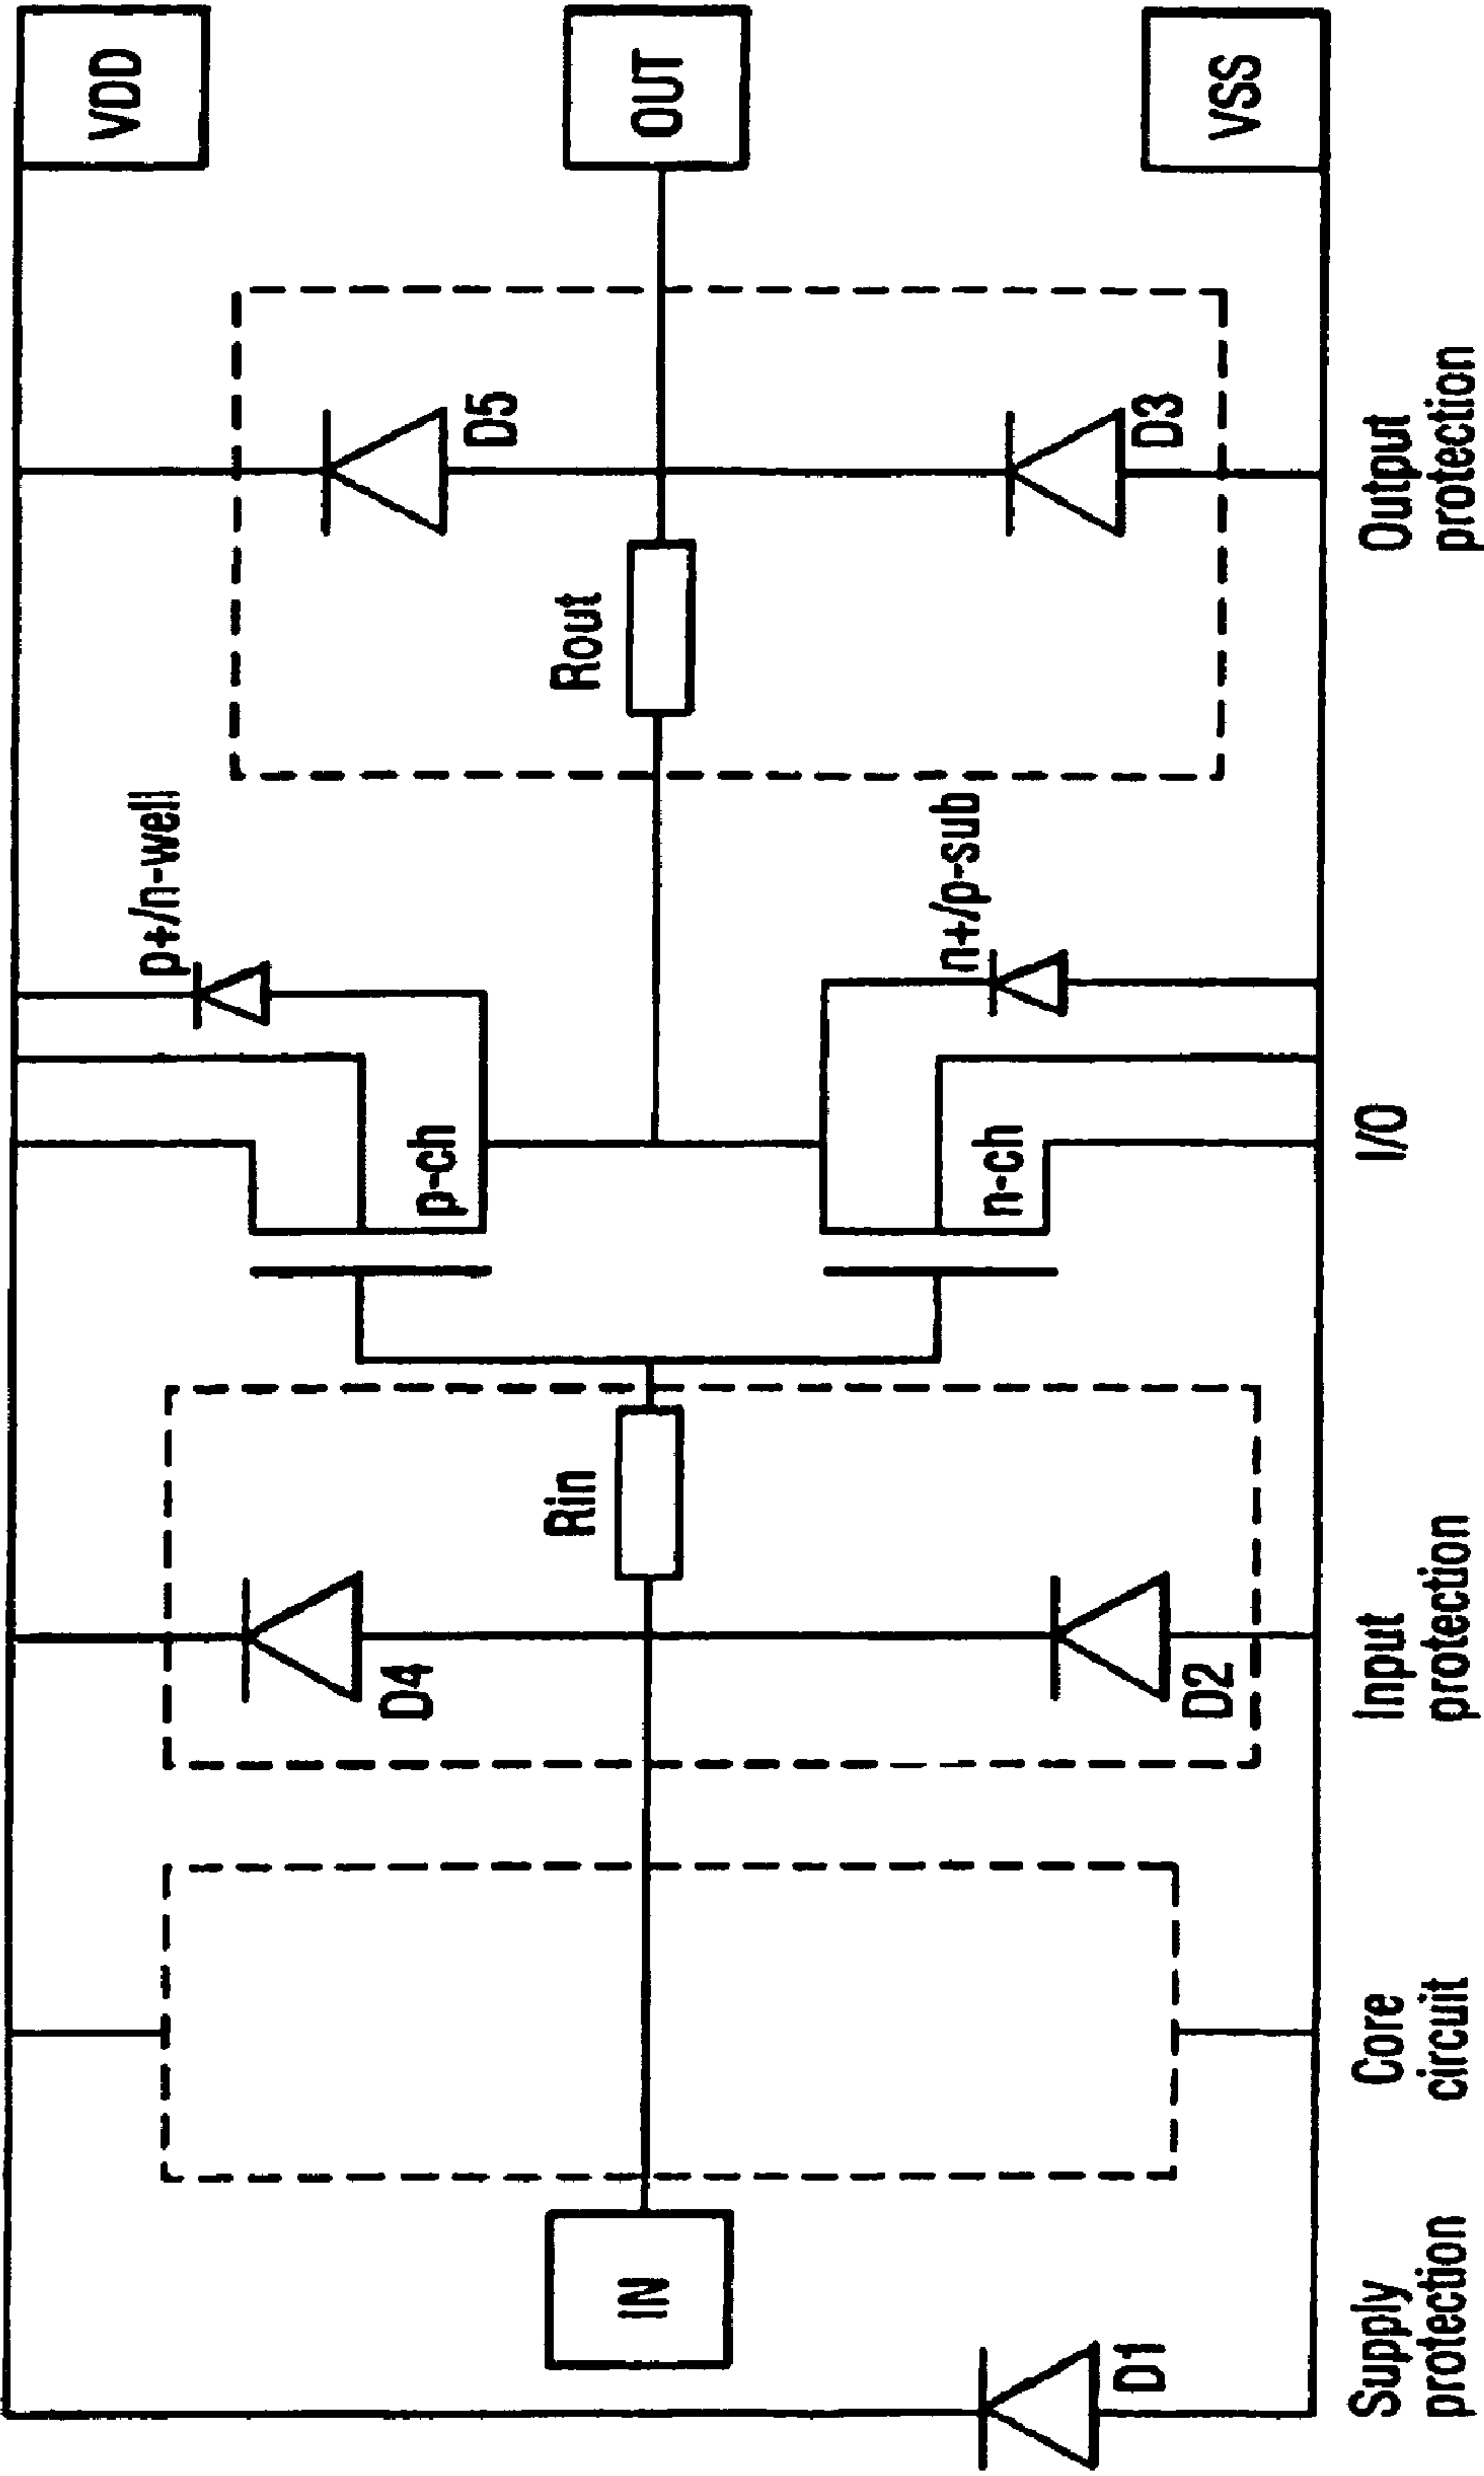 VDD
p+/n-well
D5
D4
p-ch
Rout
OUT
Rin
IN
n+/p-sub
n-ch
D3
D2
D1
VSS
Supply
protection
Core
circuit
Input
protection
I/O
Output
protection